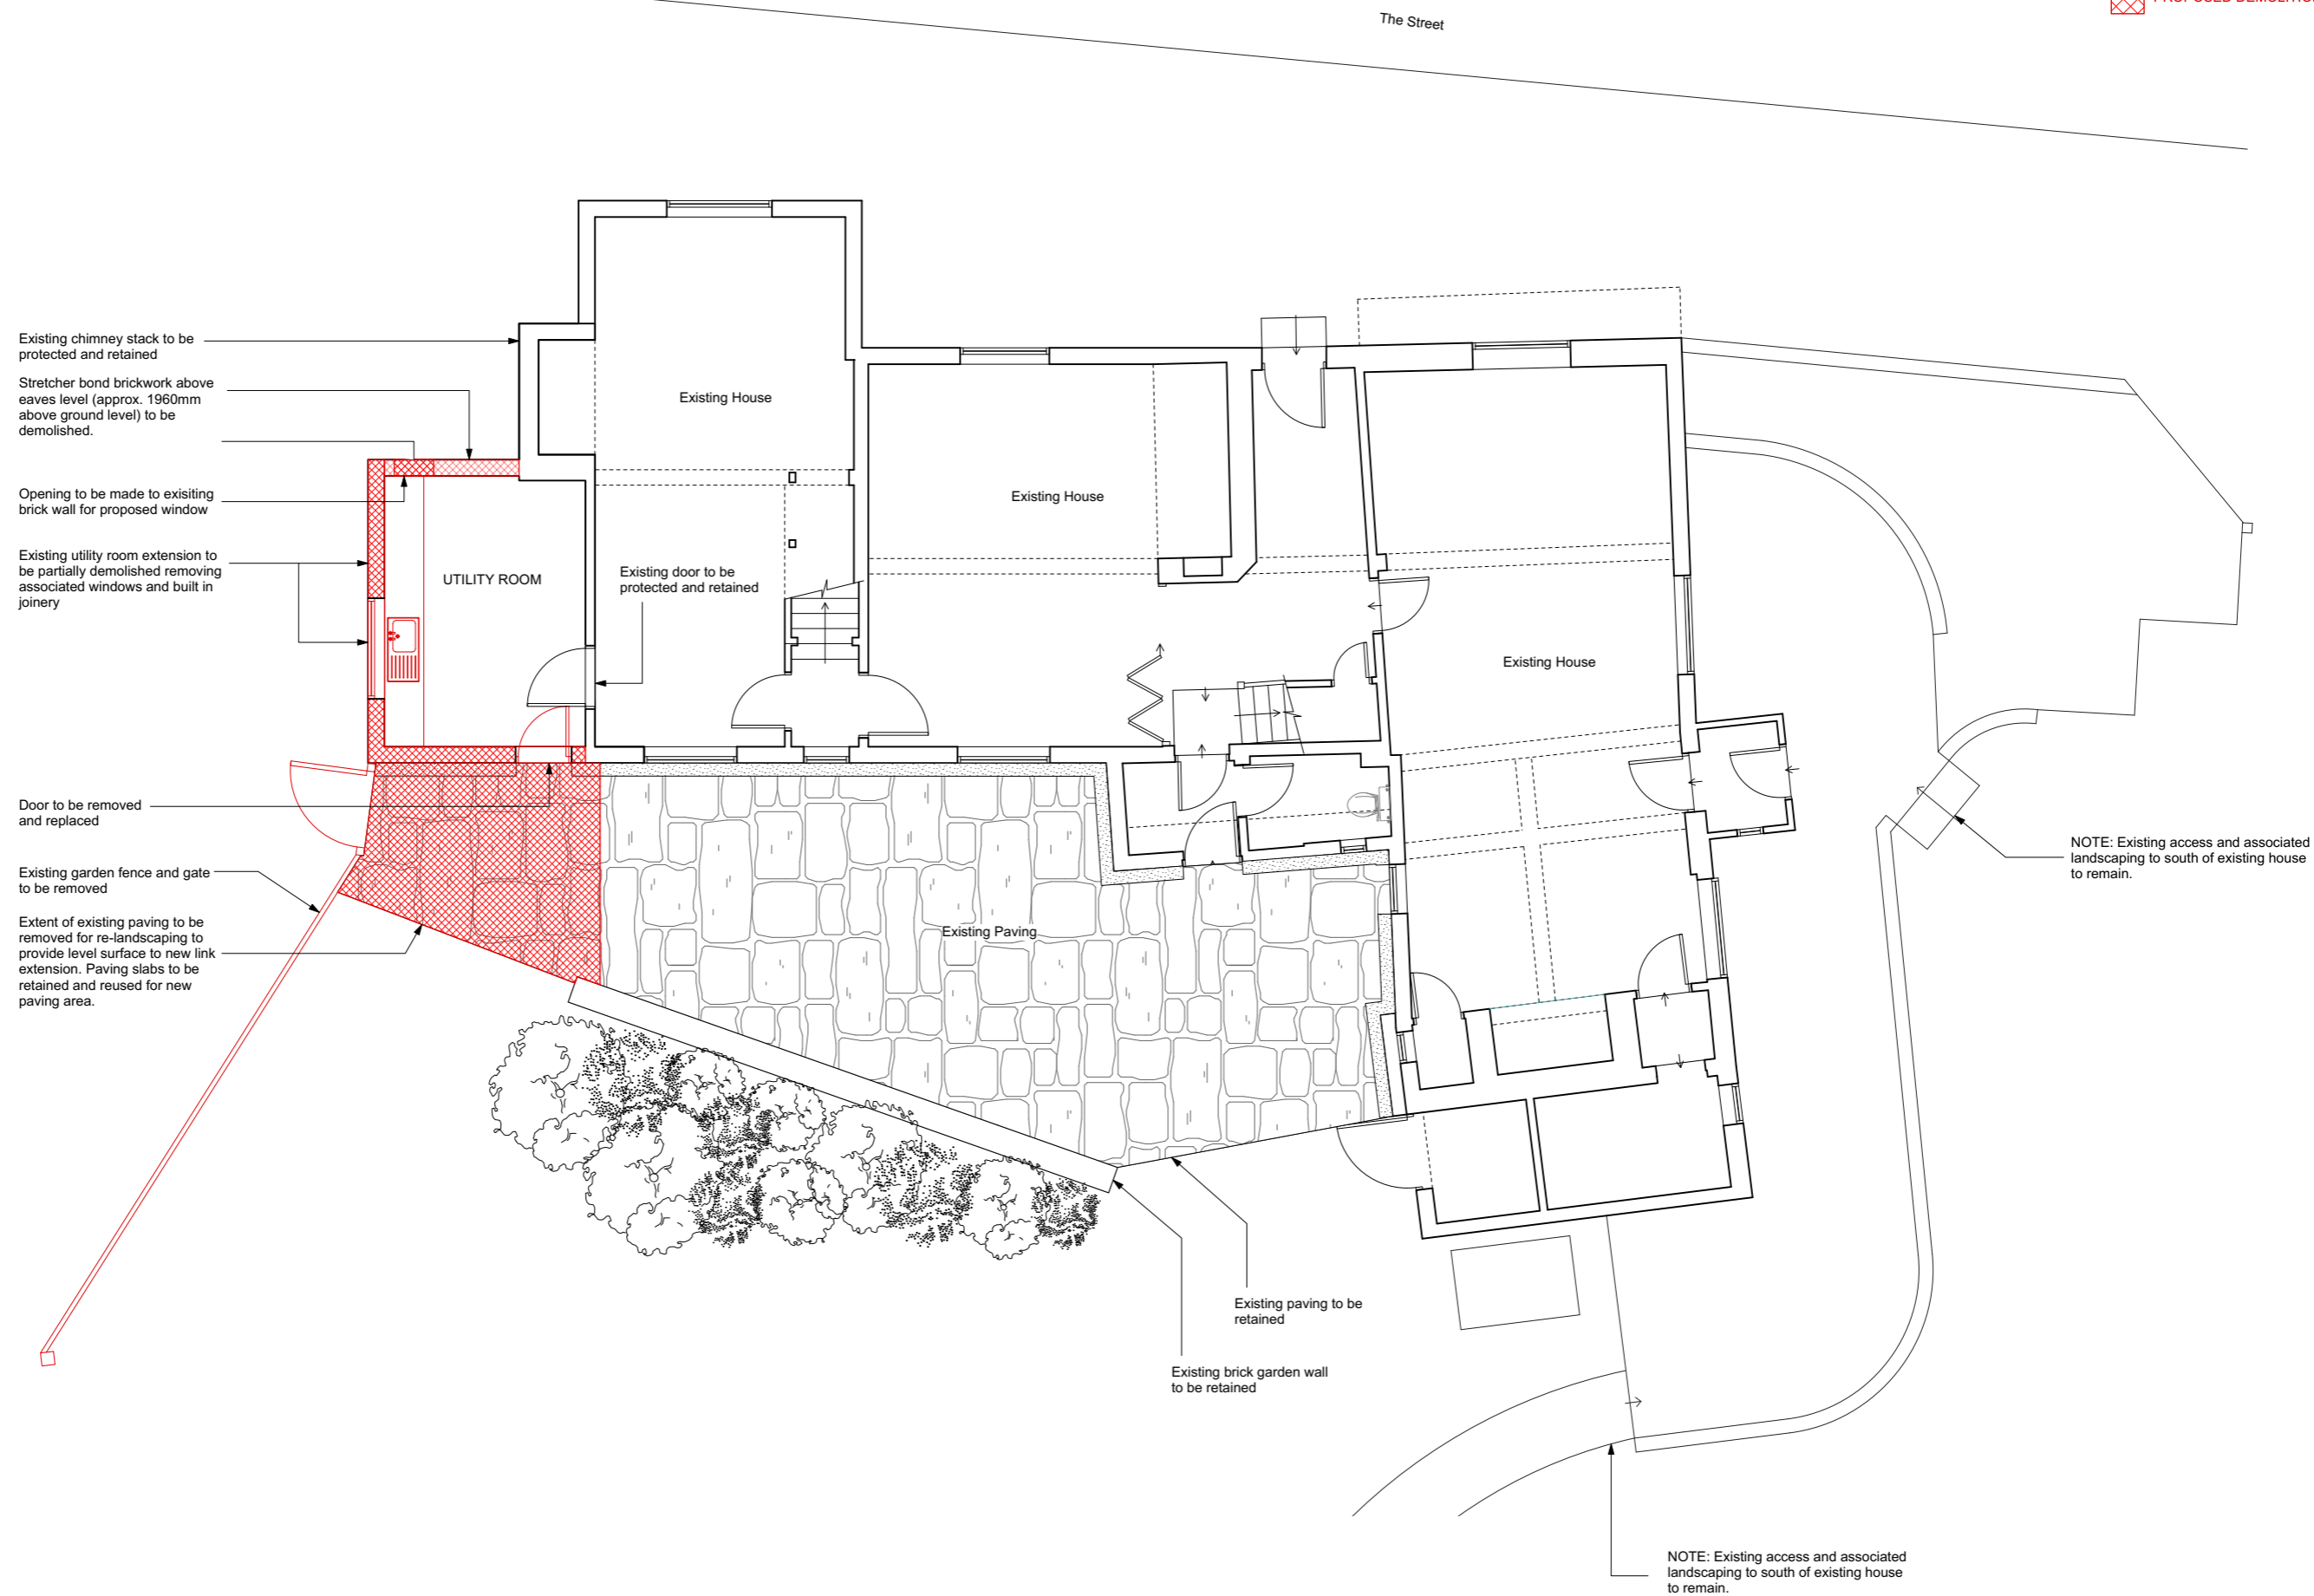 The Street
PROPOSED DEMOLITION
Existing chimney stack to be
protected and retained
Stretcher bond brickwork above
eaves level (approx. 1960mm
above ground level) to be
demolished.
Opening to be made to exisiting
brick wall for proposed window
Existing utility room extension to
be partially demolished removing
associated windows and built in
joinery
UTILITY ROOM
Existing House
Existing door to be
protected and retained
Existing House
Existing House
Door to be removed
and replaced
Existing garden fence and gate
to be removed
Extent of existing paving to be
removed for re-landscaping to
provide level surface to new link
extension. Paving slabs to be
retained and reused for new
paving area.
Existing Paving
NOTE: Existing access and associated
landscaping to south of existing house
to remain.
Existing paving to be
retained
Existing brick garden wall
to be retained
NOTE: Existing access and associated
landscaping to south of existing house
to remain.